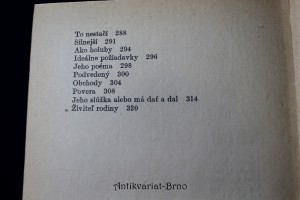 To nestačí 288
Silnejší 291
Ako holuby 294
Ideálne požiadavky 296
Jeho poéma 298
Podvedený 300
Obchody 304
Povera 308
Jeho slúžka alebo má dať a dal 314
Živiteľ rodiny 320
Antikvariat-Brno